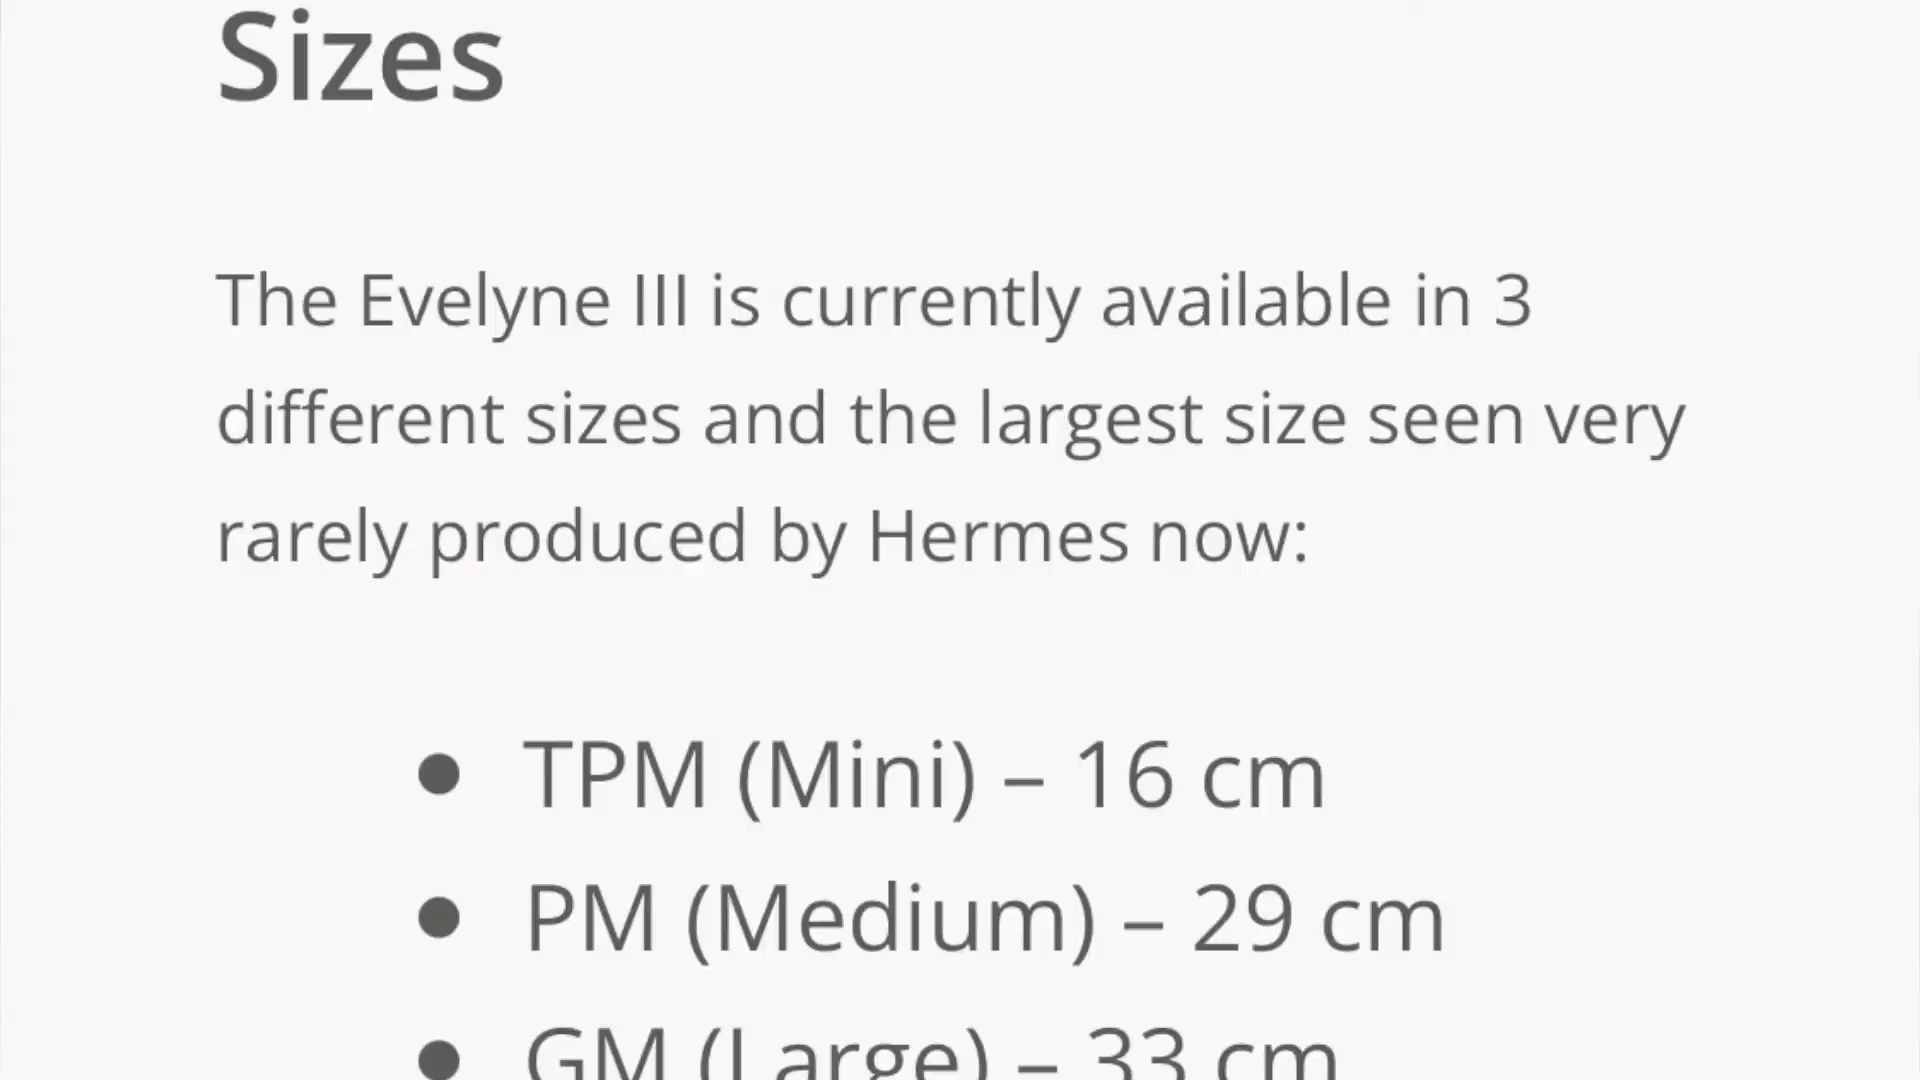 Sizes
The Evelyne III is currently available in 3
different sizes and the largest size seen very
rarely produced by Hermes now:
● TPM (Mini) – 16 cm
● PM (Medium) – 29 cm
● GM (Large) – 33 cm